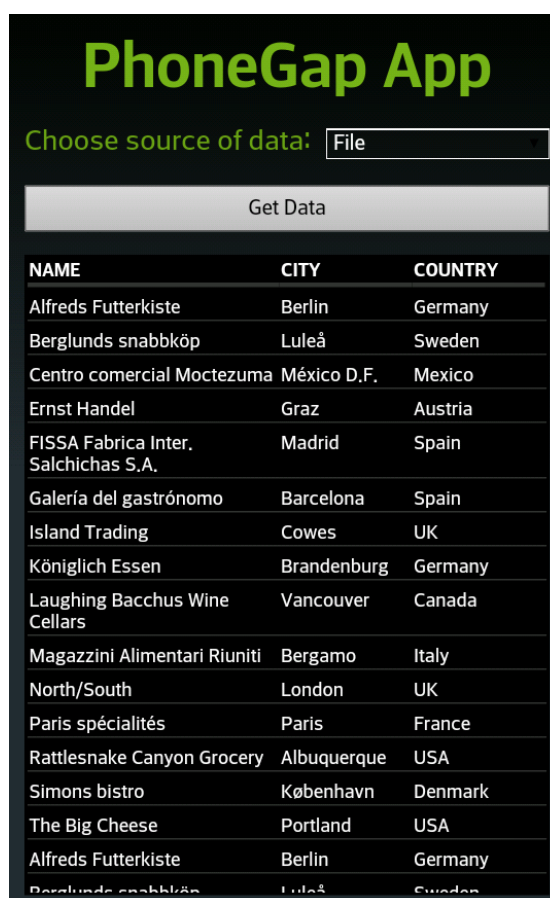 PhoneGap App
Choose source of data: File
Get Data
NAME CITY COUNTRY
Alfreds Futterkiste Berlin Germany
Berglunds snabbköp Luleå Sweden
Centro comercial Moctezuma México D.F. Mexico
Ernst Handel Graz Austria
FISSA Fabrica Inter. Madrid Spain
Salchichas S.A.
Galería del gastrónomo Barcelona Spain
Island Trading Cowes UK
Königlich Essen Brandenburg Germany
Laughing Bacchus Wine Vancouver Canada
Cellars
Magazzini Alimentari Riuniti Bergamo Italy
North/South London UK
Paris spécialités Paris France
Rattlesnake Canyon Grocery Albuquerque USA
Simons bistro København Denmark
The Big Cheese Portland USA
Alfreds Futterkiste Berlin Germany
Berglunds snabbköp Luleå Sweden